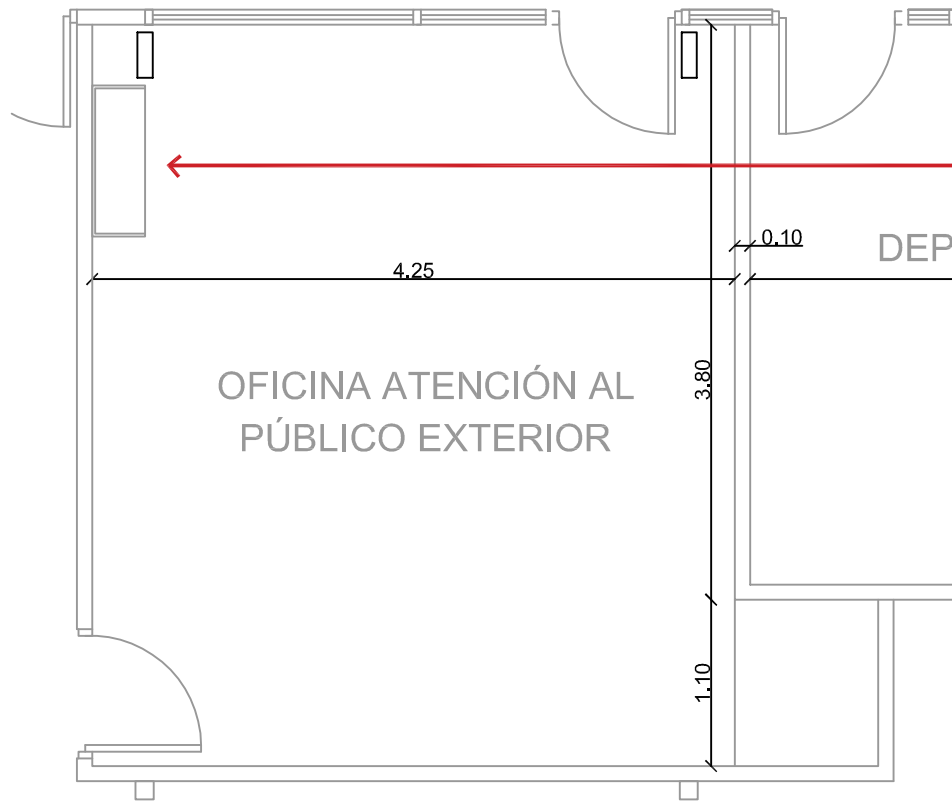 0.10
DEP
4.25
3.80
OFICINA ATENCIÓN AL
PÚBLICO EXTERIOR
1.10